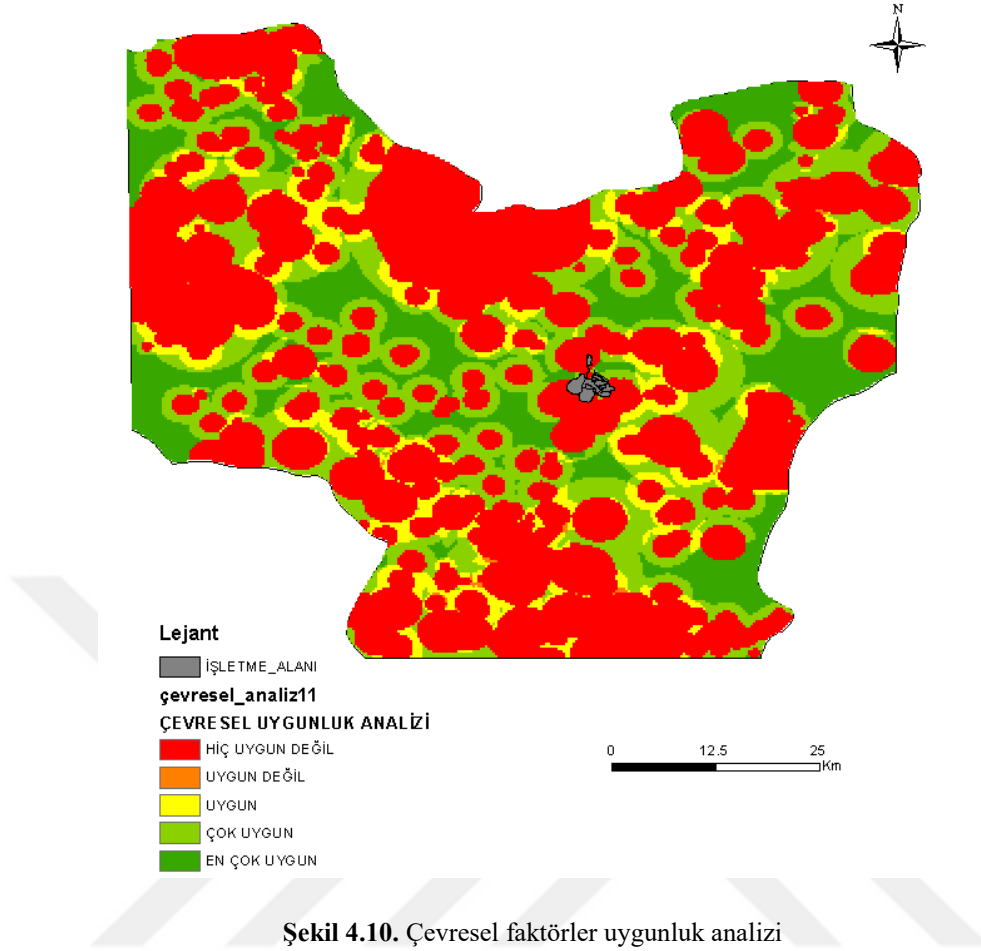 N
Lejant
İŞLETME_ALANI
çevresel_analiz11
ÇEVRESEL UYGUNLUK ANALİZİ
HİÇ UYGUN DEĞİL
UYGUN DEĞİL
UYGUN
ÇOK UYGUN
EN ÇOK UYGUN
0 12.5 25
Km
Şekil 4.10. Çevresel faktörler uygunluk analizi